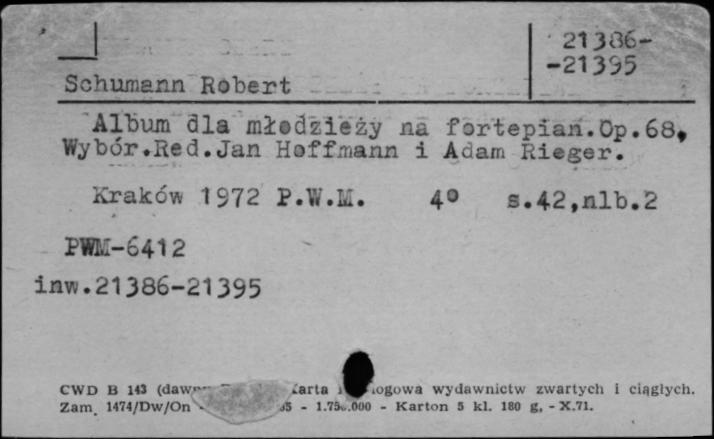 21386-
-21395
Schumann Robert
Album dla młodzieży na fortepian.Op.68,
Wybór.Red.Jan Hoffmann i Adam Rieger.
Kraków 1972 P.W.M. 4° s.42,nlb.2
PWM-6412
inw.21386-21395
CWD B 143 wydawnictw zwartych i ciągłych.
Zam. 1474/Dw/On - Karton 5 kl. 180 g, - X.71.